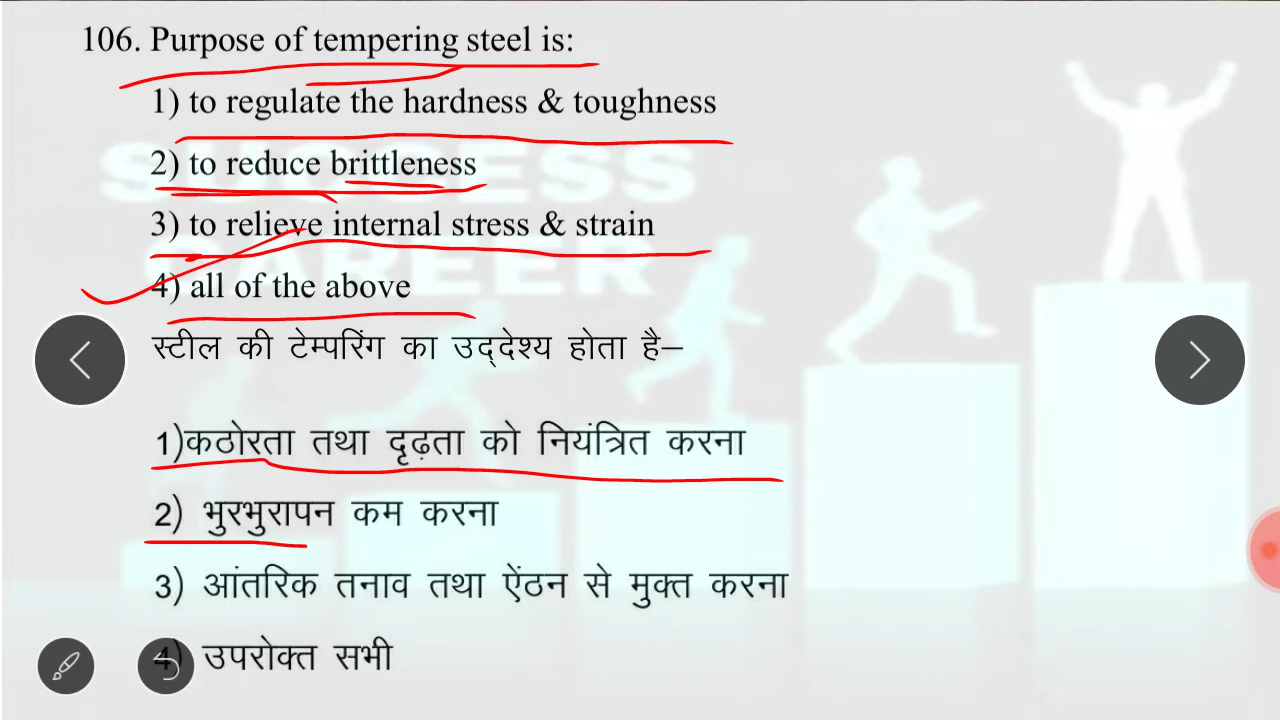 106. Purpose of tempering steel is:
1) to regulate the hardness & toughness
2) to reduce brittleness
3) to relieve internal stress & strain
4) all of the above
स्टील की टेम्परिंग का उद्देश्य होता है–
1)कठोरता तथा दृढ़ता को नियंत्रित करना
2) भुरभुरापन कम करना
3) आंतरिक तनाव तथा ऐंठन से मुक्त करना
4) उपरोक्त सभी
SUCCESS
CAREER